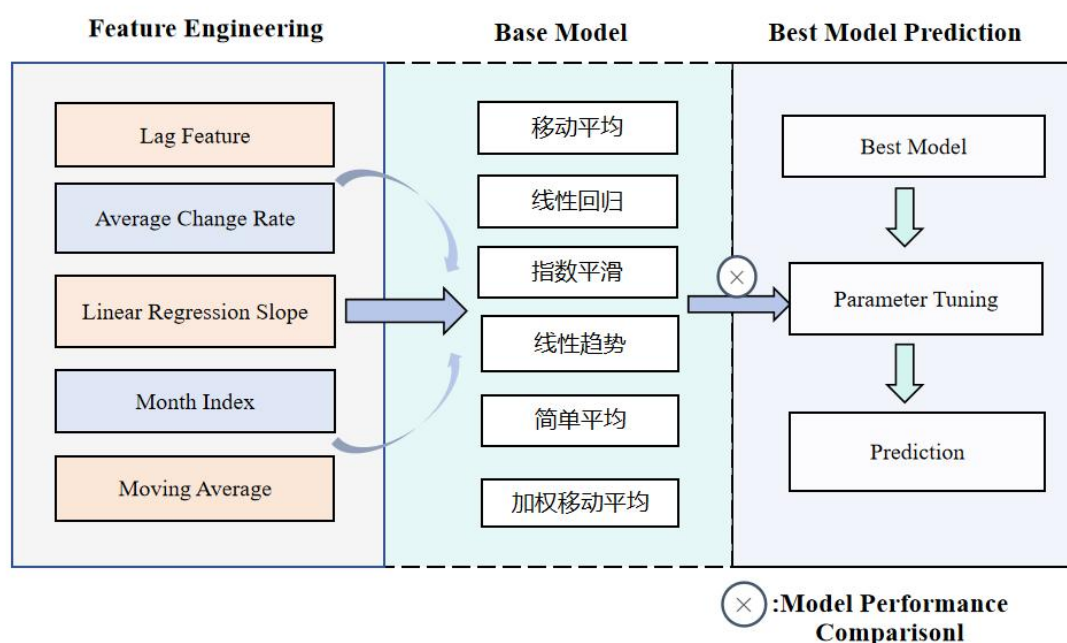 Feature Engineering
Base Model
Best Model Prediction
Lag Feature
Average Change Rate
Linear Regression Slope
Month Index
Moving Average
移动平均
线性回归
指数平滑
线性趋势
简单平均
加权移动平均
Best Model
Parameter Tuning
Prediction
:Model Performance
Comparisonl